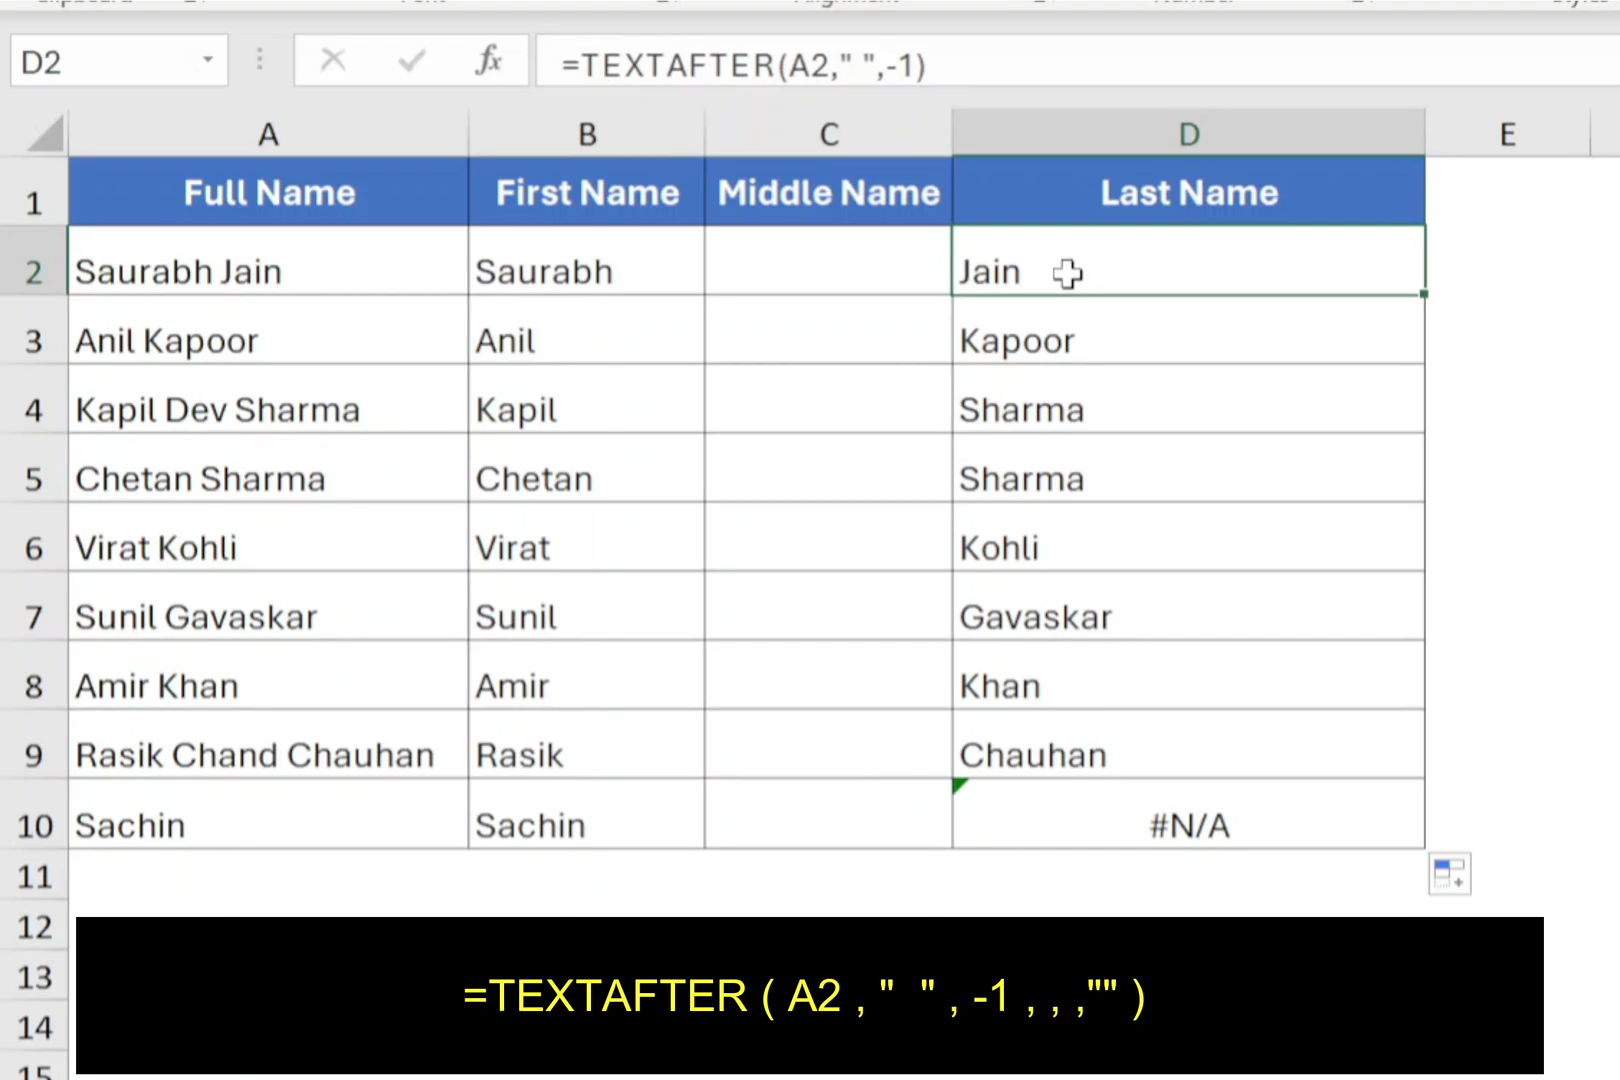 D2 fx =TEXTAFTER(A2," ",-1)
A B C D E
1 Full Name First Name Middle Name Last Name
2 Saurabh Jain Saurabh Jain
3 Anil Kapoor Anil Kapoor
4 Kapil Dev Sharma Kapil Sharma
5 Chetan Sharma Chetan Sharma
6 Virat Kohli Virat Kohli
7 Sunil Gavaskar Sunil Gavaskar
8 Amir Khan Amir Khan
9 Rasik Chand Chauhan Rasik Chauhan
10 Sachin Sachin #N/A
11
12
13 =TEXTAFTER ( A2 , "  " , -1 , , ,"" )
14
15